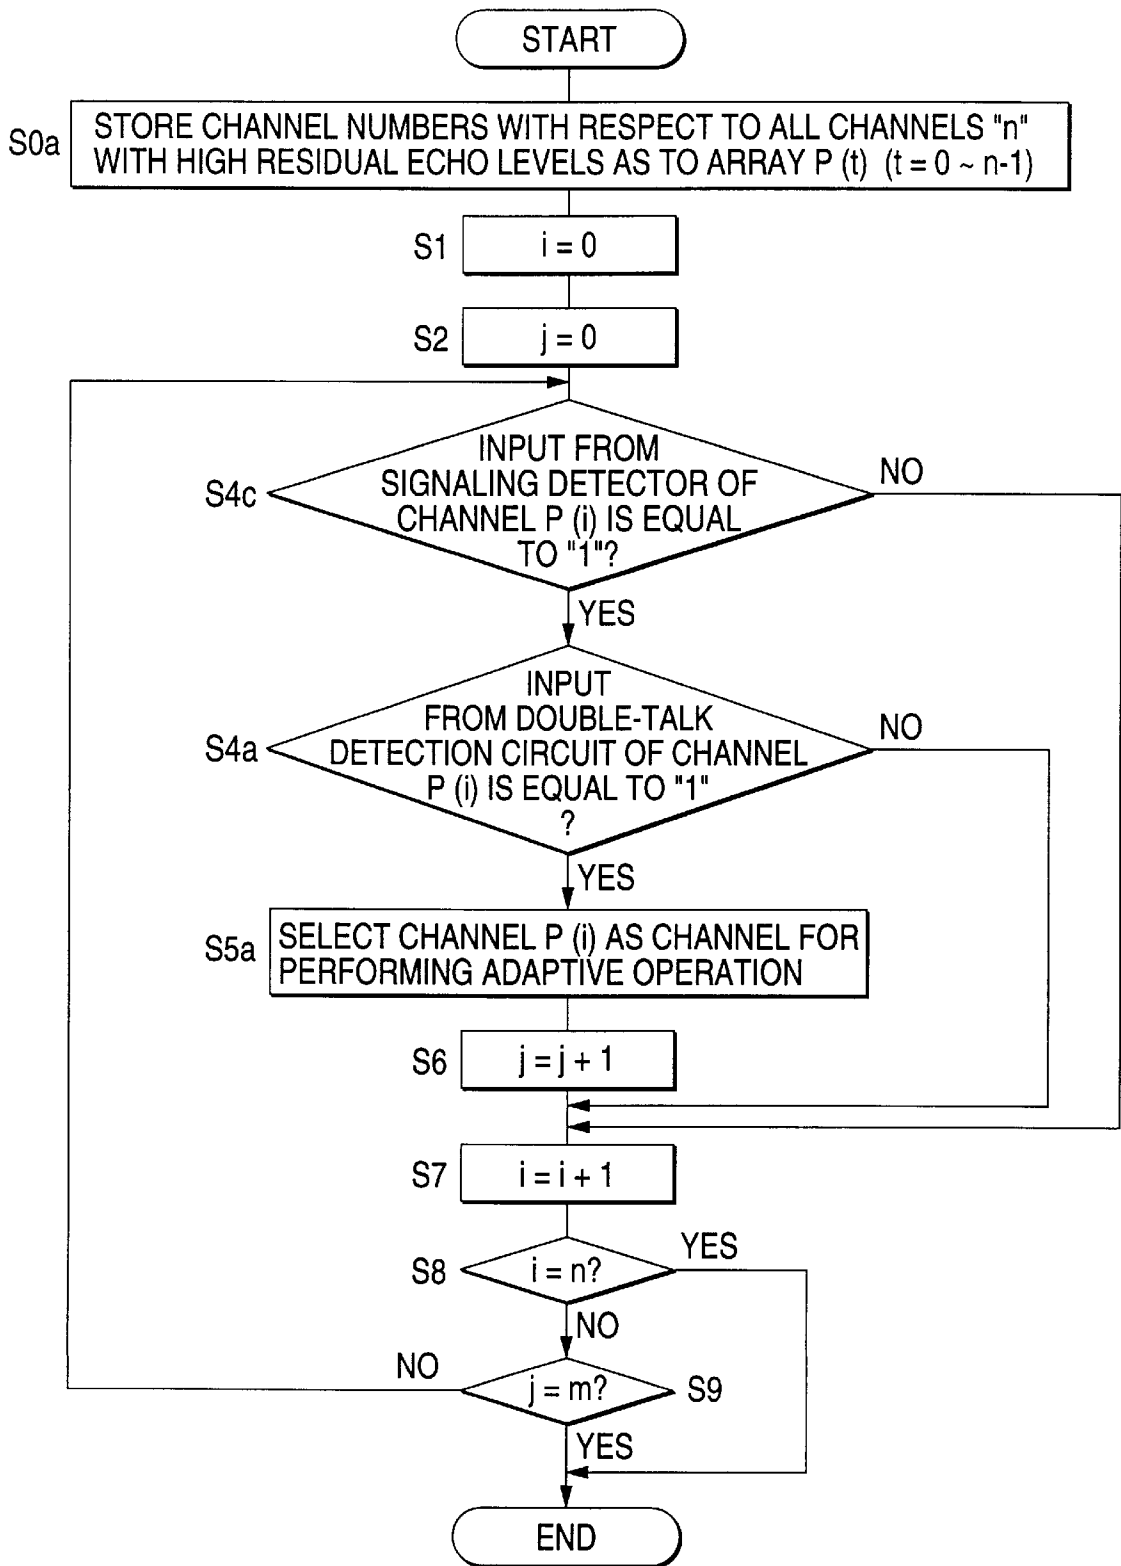 START
S0a
STORE CHANNEL NUMBERS WITH RESPECT TO ALL CHANNELS "n"
WITH HIGH RESIDUAL ECHO LEVELS AS TO ARRAY P (t) (t = 0 ~ n-1)
S1
i = 0
S2
j = 0
S4c
INPUT FROM
SIGNALING DETECTOR OF
CHANNEL P (i) IS EQUAL
TO "1"?
NO
YES
S4a
INPUT
FROM DOUBLE-TALK
DETECTION CIRCUIT OF CHANNEL
P (i) IS EQUAL TO "1"
?
NO
YES
S5a
SELECT CHANNEL P (i) AS CHANNEL FOR
PERFORMING ADAPTIVE OPERATION
S6
j = j + 1
S7
i = i + 1
S8
i = n?
YES
NO
NO
j = m?
S9
YES
END